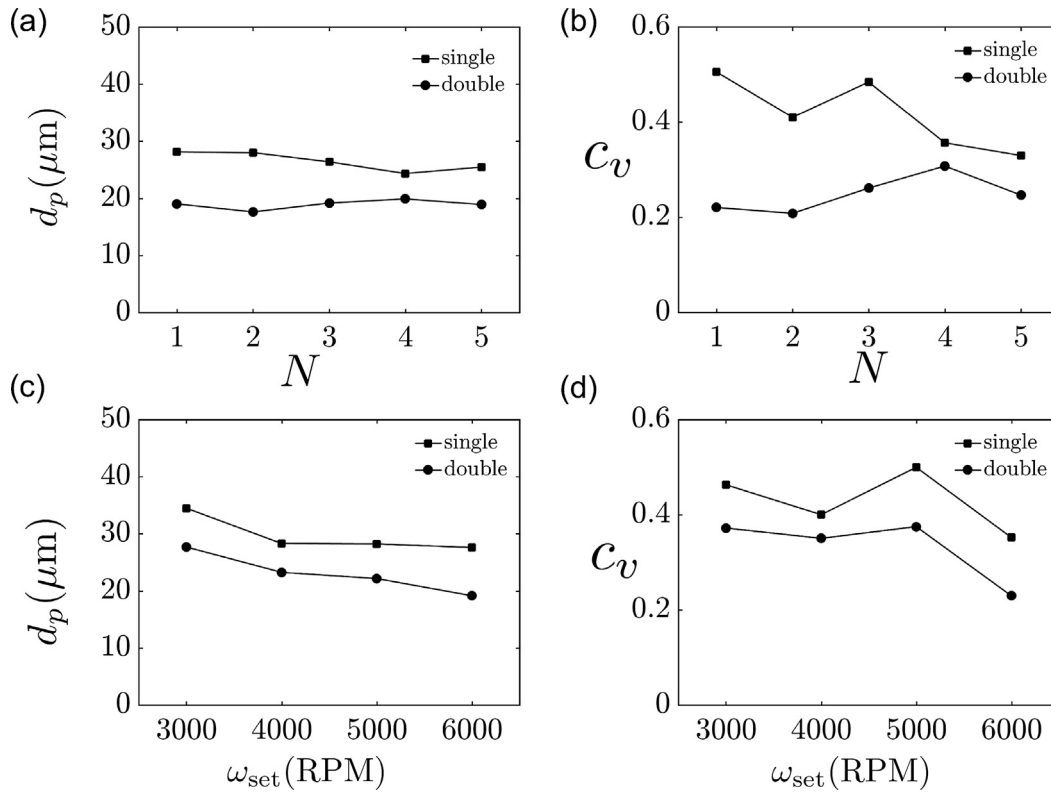 (a)
50
40
30
20
10
0
d_p(μm)
single
double
1 2 3 4 5
N
(b)
0.6
0.4
0.2
0
c_v
single
double
1 2 3 4 5
N
(c)
50
40
30
20
10
0
d_p(μm)
single
double
3000 4000 5000 6000
ω_set(RPM)
(d)
0.6
0.4
0.2
0
c_v
single
double
3000 4000 5000 6000
ω_set(RPM)